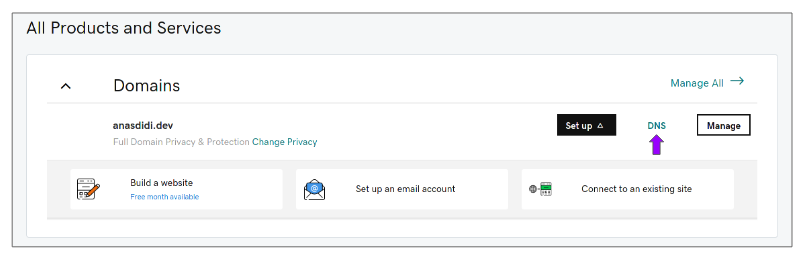 All Products and Services
Domains
Manage All
anasdidi.dev
Set up
DNS
Manage
Full Domain Privacy & Protection Change Privacy
Build a website
Free month available
Set up an email account
Connect to an existing site